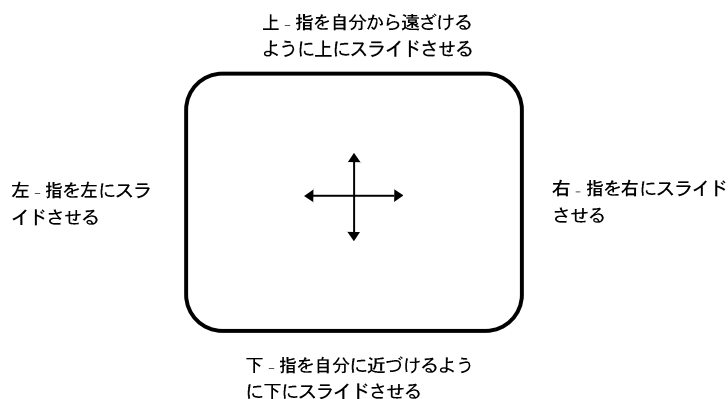 上 - 指を自分から遠ざける
ように上にスライドさせる
左 - 指を左にスラ
イドさせる
右 - 指を右にスライド
させる
下 - 指を自分に近づけるよう
に下にスライドさせる